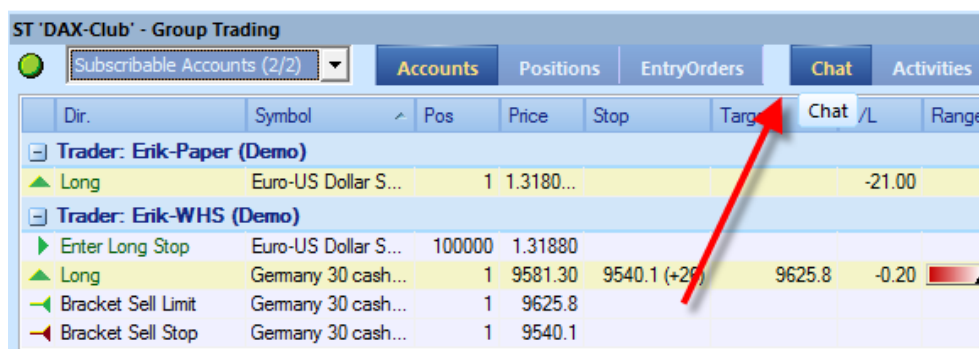 ST 'DAX-Club' - Group Trading
Subscribable Accounts (2/2) Accounts Positions EntryOrders Chat Activities
Dir. Symbol Pos Price Stop Targe Chat /L Range
Trader: Erik-Paper (Demo)
Long Euro-US Dollar S... 1 1.3180... -21.00
Trader: Erik-WHS (Demo)
Enter Long Stop Euro-US Dollar S... 100000 1.31880
Long Germany 30 cash... 1 9581.30 9540.1 (+2 9625.8 -0.20
Bracket Sell Limit Germany 30 cash... 1 9625.8
Bracket Sell Stop Germany 30 cash... 1 9540.1